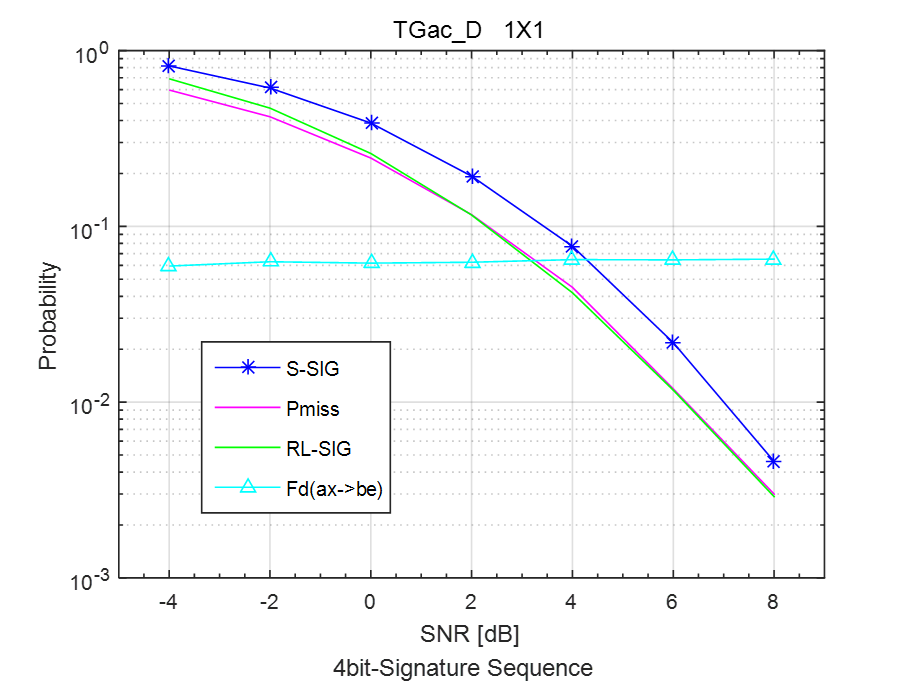 TGac_D 1X1
10^0
10^-1
10^-2
10^-3
Probability
S-SIG
Pmiss
RL-SIG
Fd(ax->be)
-4 -2 0 2 4 6 8
SNR [dB]
4bit-Signature Sequence